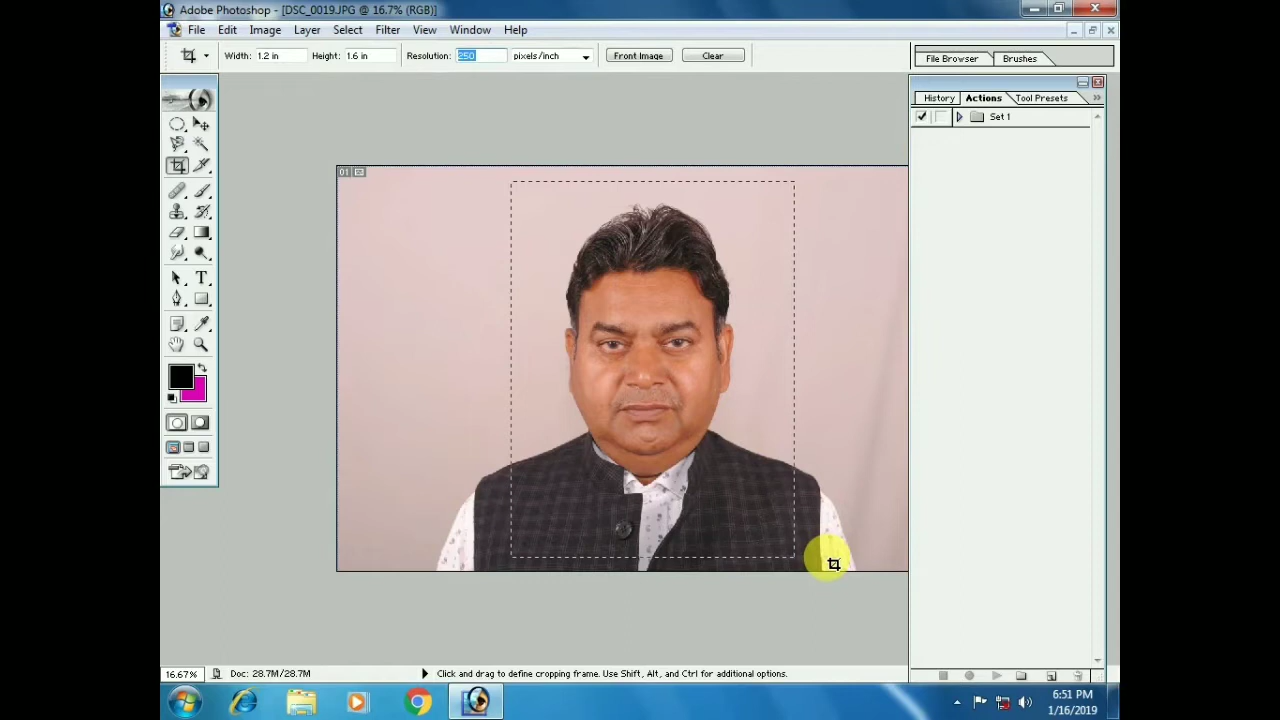 Adobe Photoshop - [DSC_0019.JPG @ 16.7% (RGB)]
File Edit Image Layer Select Filter View Window Help
Width: 1.2 in Height: 1.6 in Resolution: 250 pixels/inch Front Image Clear
File Browser Brushes
History Actions Tool Presets
Set 1
01
16.67% Doc: 28.7M/28.7M Click and drag to define cropping frame. Use Shift, Alt, and Ctrl for additional options.
6:51 PM
1/16/2019